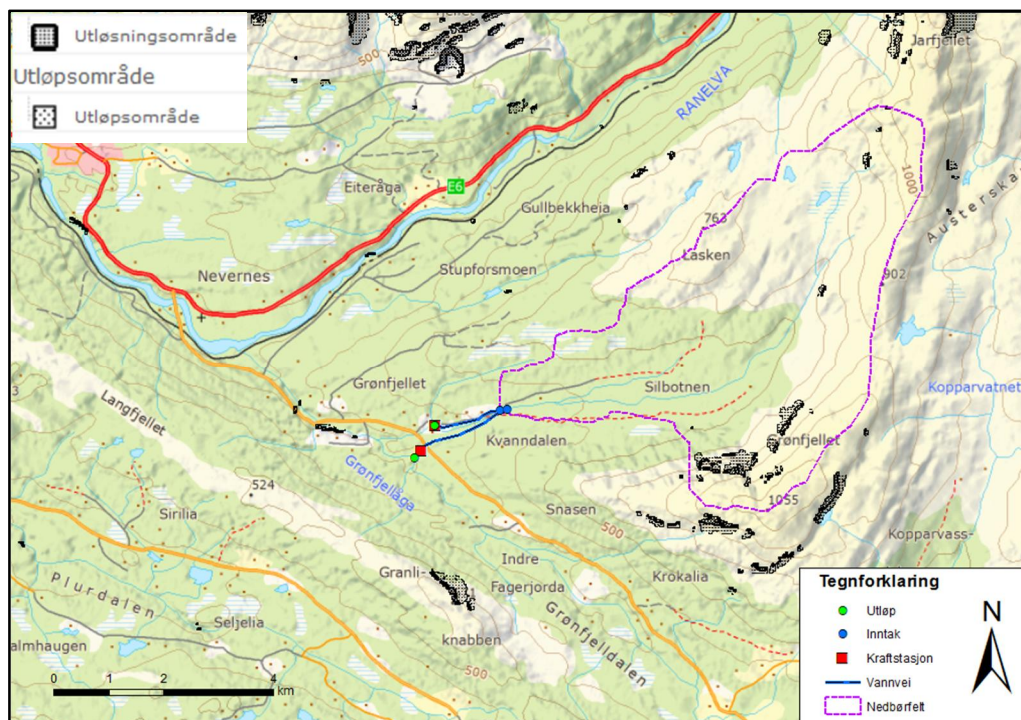 Utløsningsområde
Utløpsområde
Utløpsområde
500
Jarfjellet
RANELVA
Eiteråga
E6
1000
Austerskar
Gullbekkheia
763
Lasken
Nevernes
Stupforsmoen
902
Grønfjellet
Silbotnen
Kopparvatnet
Langfjellet
Kvanndalen
Grønfjellet
Grønfjellåga
524
1055
Snasen
500
Sirilia
Indre
Kopparvass-
Granli-
Fagerjorda
Krokalia
Plurdalen
Seljelia
knabben
Grønfjelldalen
almhaugen
500
0 2 4
km
Tegnforklaring
Utløp
Inntak
Kraftstasjon
Vannvei
Nedbørfelt
N